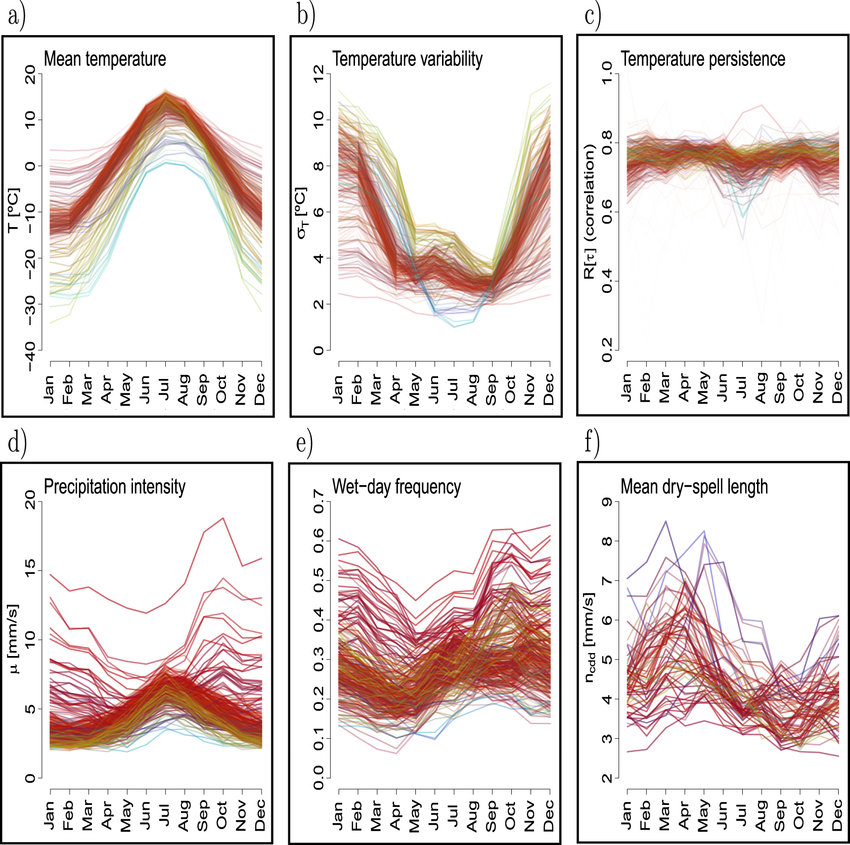 a)
b)
c)
Mean temperature
Temperature variability
Temperature persistence
T [ºC]
20
10
0
−10
−20
−30
−40
Jan Feb Mar Apr May Jun Jul Aug Sep Oct Nov Dec
σT [ºC]
12
10
8
6
4
2
0
Jan Feb Mar Apr May Jun Jul Aug Sep Oct Nov Dec
R[τ] (correlation)
1.0
0.8
0.6
0.4
0.2
Jan Feb Mar Apr May Jun Jul Aug Sep Oct Nov Dec
d)
e)
f)
Precipitation intensity
Wet−day frequency
Mean dry−spell length
μ [mm/s]
20
15
10
5
0
Jan Feb Mar Apr May Jun Jul Aug Sep Oct Nov Dec
0.7
0.6
0.5
0.4
0.3
0.2
0.1
0.0
Jan Feb Mar Apr May Jun Jul Aug Sep Oct Nov Dec
ncdd [mm/s]
9
8
7
6
5
4
3
2
Jan Feb Mar Apr May Jun Jul Aug Sep Oct Nov Dec